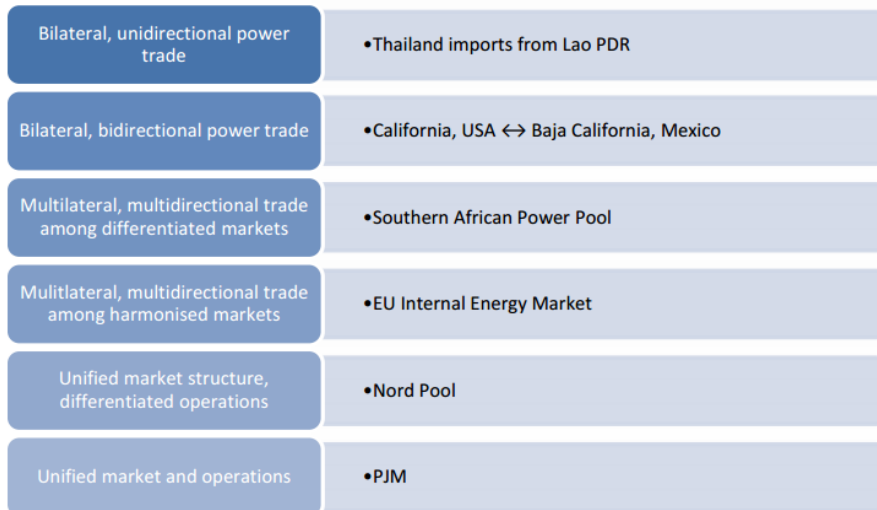 Bilateral, unidirectional power
trade
•Thailand imports from Lao PDR
Bilateral, bidirectional power trade
•California, USA ↔ Baja California, Mexico
Multilateral, multidirectional trade
among differentiated markets
•Southern African Power Pool
Mulitlateral, multidirectional trade
among harmonised markets
•EU Internal Energy Market
Unified market structure,
differentiated operations
•Nord Pool
Unified market and operations
•PJM